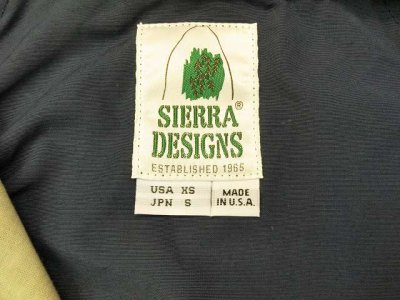 SIERRA®
DESIGNS
ESTABLISHED 1965
USA XS
JPN S
MADE
IN U.S.A.